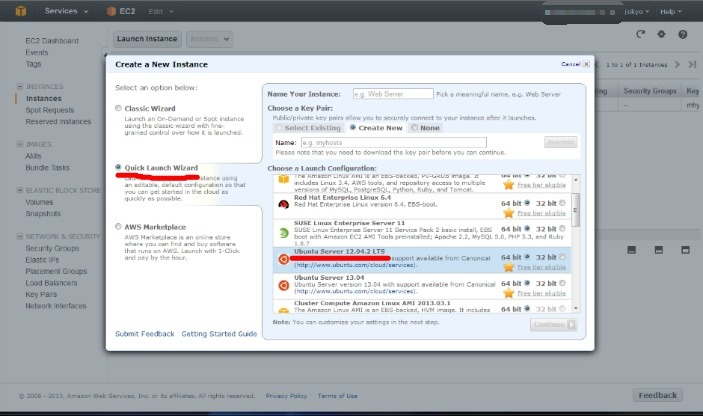 Services
EC2
Edit
Tokyo
Help
EC2 Dashboard
Events
Tags
INSTANCES
Instances
Spot Requests
Reserved Instances
IMAGES
AMIs
Bundle Tasks
ELASTIC BLOCK STORE
Volumes
Snapshots
NETWORK & SECURITY
Security Groups
Elastic IPs
Placement Groups
Load Balancers
Key Pairs
Network Interfaces
Launch Instance
Actions
1 to 1 of 1 Instances
Security Groups
Key
Create a New Instance
Cancel
Select an option below:
Classic Wizard
Launch an On-Demand or Spot instance
using the classic wizard with fine-
grained control over how it is launched.
Quick Launch Wizard
instance using
an editable, default configuration so that
you can get started in the cloud as
quickly as possible.
AWS Marketplace
AWS Marketplace is an online store
where you can find and buy software
that runs on AWS. Launch with 1-Click
and pay by the hour.
Submit Feedback Getting Started Guide
Name Your Instance: e.g. Web Server Pick a meaningful name, e.g. Web Server
Choose a Key Pair:
Public/private key pairs allow you to securely connect to your instance after it launches.
Select Existing Create New None
Name: e.g. myhosts Download
Please note that you need to download the key pair before you can continue.
Choose a Launch Configuration:
The Amazon Linux AMI is an EBS-backed, PV-GRUB image. It 64 bit 32 bit
includes Linux 3.4, AWS tools, and repository access to multiple
versions of MySQL, PostgreSQL, Python, Ruby, and Tomcat. Free tier eligible
Red Hat Enterprise Linux 6.4 64 bit 32 bit
Red Hat Enterprise Linux version 6.4, EBS-boot.
SUSE Linux Enterprise Server 11 64 bit 32 bit
SUSE Linux Enterprise Server 11 Service Pack 2 basic install, EBS
boot with Amazon EC2 AMI Tools preinstalled; Apache 2.2, MySQL 5.0, PHP 5.3, and Ruby
1.8.7 Free tier eligible
Ubuntu Server 12.04.2 LTS 64 bit 32 bit
support available from Canonical
(http://www.ubuntu.com/cloud/services). Free tier eligible
Ubuntu Server 13.04 64 bit 32 bit
Ubuntu Server version 13.04 with support available from Canonical
(http://www.ubuntu.com/cloud/services). Free tier eligible
Cluster Compute Amazon Linux AMI 2013.03.1 64 bit 32 bit
The Amazon Linux AMI is an EBS-backed, HVM image. It includes
Note: You can customize your settings in the next step.
Continue
© 2008 - 2013, Amazon Web Services, Inc. or its affiliates. All rights reserved. Privacy Policy Terms of Use
Feedback